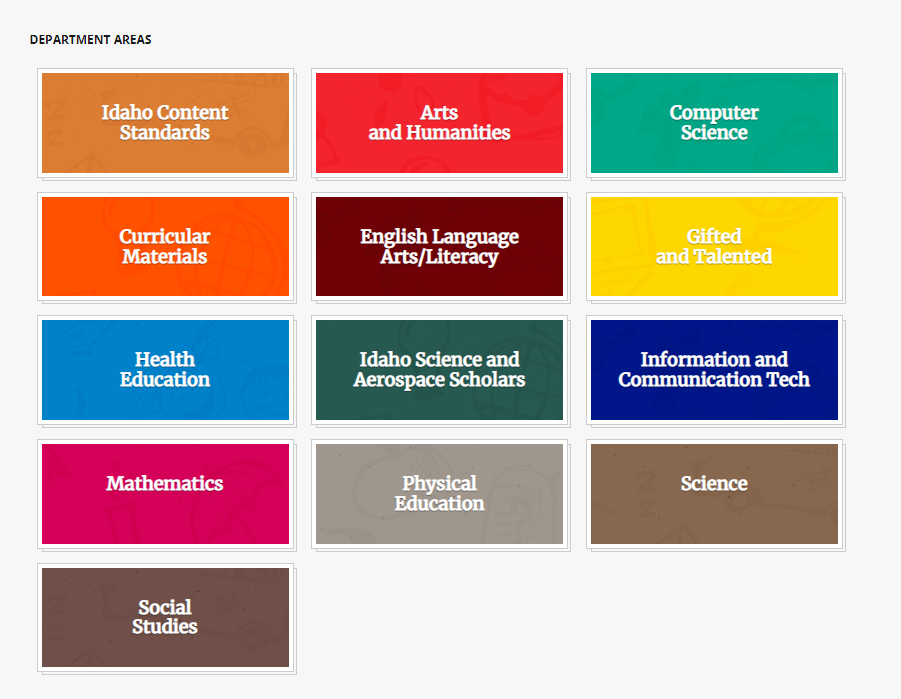 DEPARTMENT AREAS
Idaho Content
Standards
Arts
and Humanities
Computer
Science
Curricular
Materials
English Language
Arts/Literacy
Gifted
and Talented
Health
Education
Idaho Science and
Aerospace Scholars
Information and
Communication Tech
Mathematics
Physical
Education
Science
Social
Studies